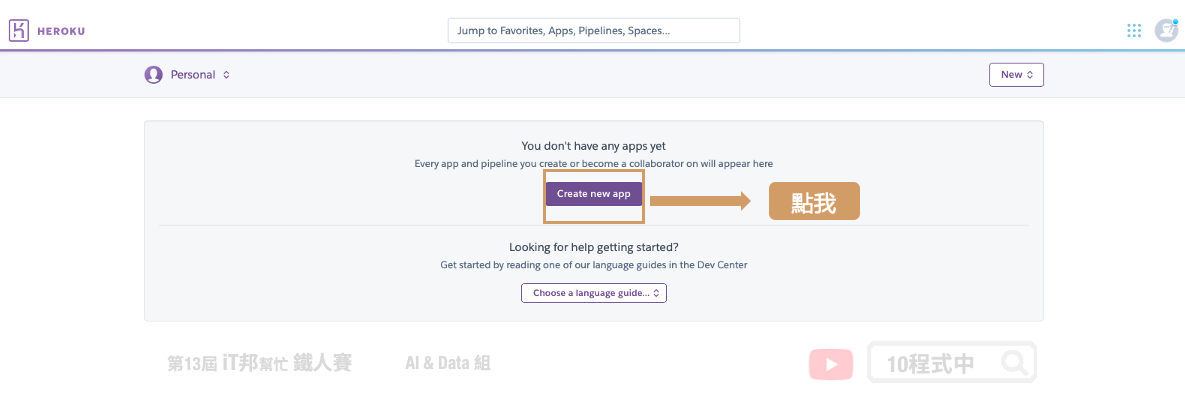 HEROKU
Jump to Favorites, Apps, Pipelines, Spaces...
Personal
New
You don't have any apps yet
Every app and pipeline you create or become a collaborator on will appear here
Create new app
點我
Looking for help getting started?
Get started by reading one of our language guides in the Dev Center
Choose a language guide...
第13屆 iT邦幫忙 鐵人賽 AI & Data 組 10程式中